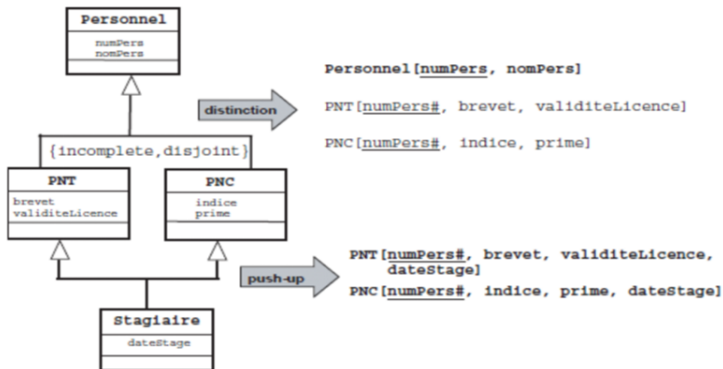 Personnel
numPers
nomPers
distinction
Personnel[numPers, nomPers]
PNT[numPers#, brevet, validiteLicence]
PNC[numPers#, indice, prime]
{incomplete,disjoint}
PNT
brevet
validiteLicence
PNC
indice
prime
push-up
PNT[numPers#, brevet, validiteLicence,
dateStage]
PNC[numPers#, indice, prime, dateStage]
Stagiaire
dateStage